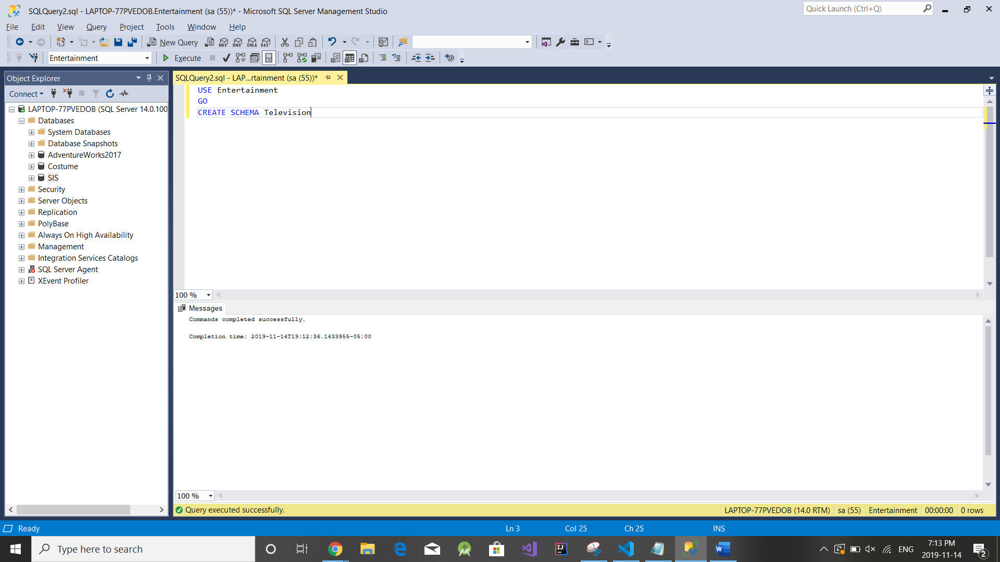 SQLQuery2.sql - LAPTOP-77PVEDOB.Entertainment (sa (55))* - Microsoft SQL Server Management Studio
Quick Launch (Ctrl+Q)
File Edit View Query Project Tools Window Help
New Query MDX DMX XMLA DAX
Entertainment Execute
Object Explorer
SQLQuery2.sql - LAP...rtainment (sa (55))*
Connect
USE Entertainment
GO
CREATE SCHEMA Television
LAPTOP-77PVEDOB (SQL Server 14.0.100
Databases
System Databases
Database Snapshots
AdventureWorks2017
Costume
SIS
Security
Server Objects
Replication
PolyBase
Always On High Availability
Management
Integration Services Catalogs
SQL Server Agent
XEvent Profiler
100 %
Messages
Commands completed successfully.
Completion time: 2019-11-14T19:12:36.1433955-05:00
100 %
Query executed successfully.
LAPTOP-77PVEDOB (14.0 RTM) sa (55) Entertainment 00:00:00 0 rows
Ready Ln 3 Col 25 Ch 25 INS
Type here to search
ENG
7:13 PM
2019-11-14
2